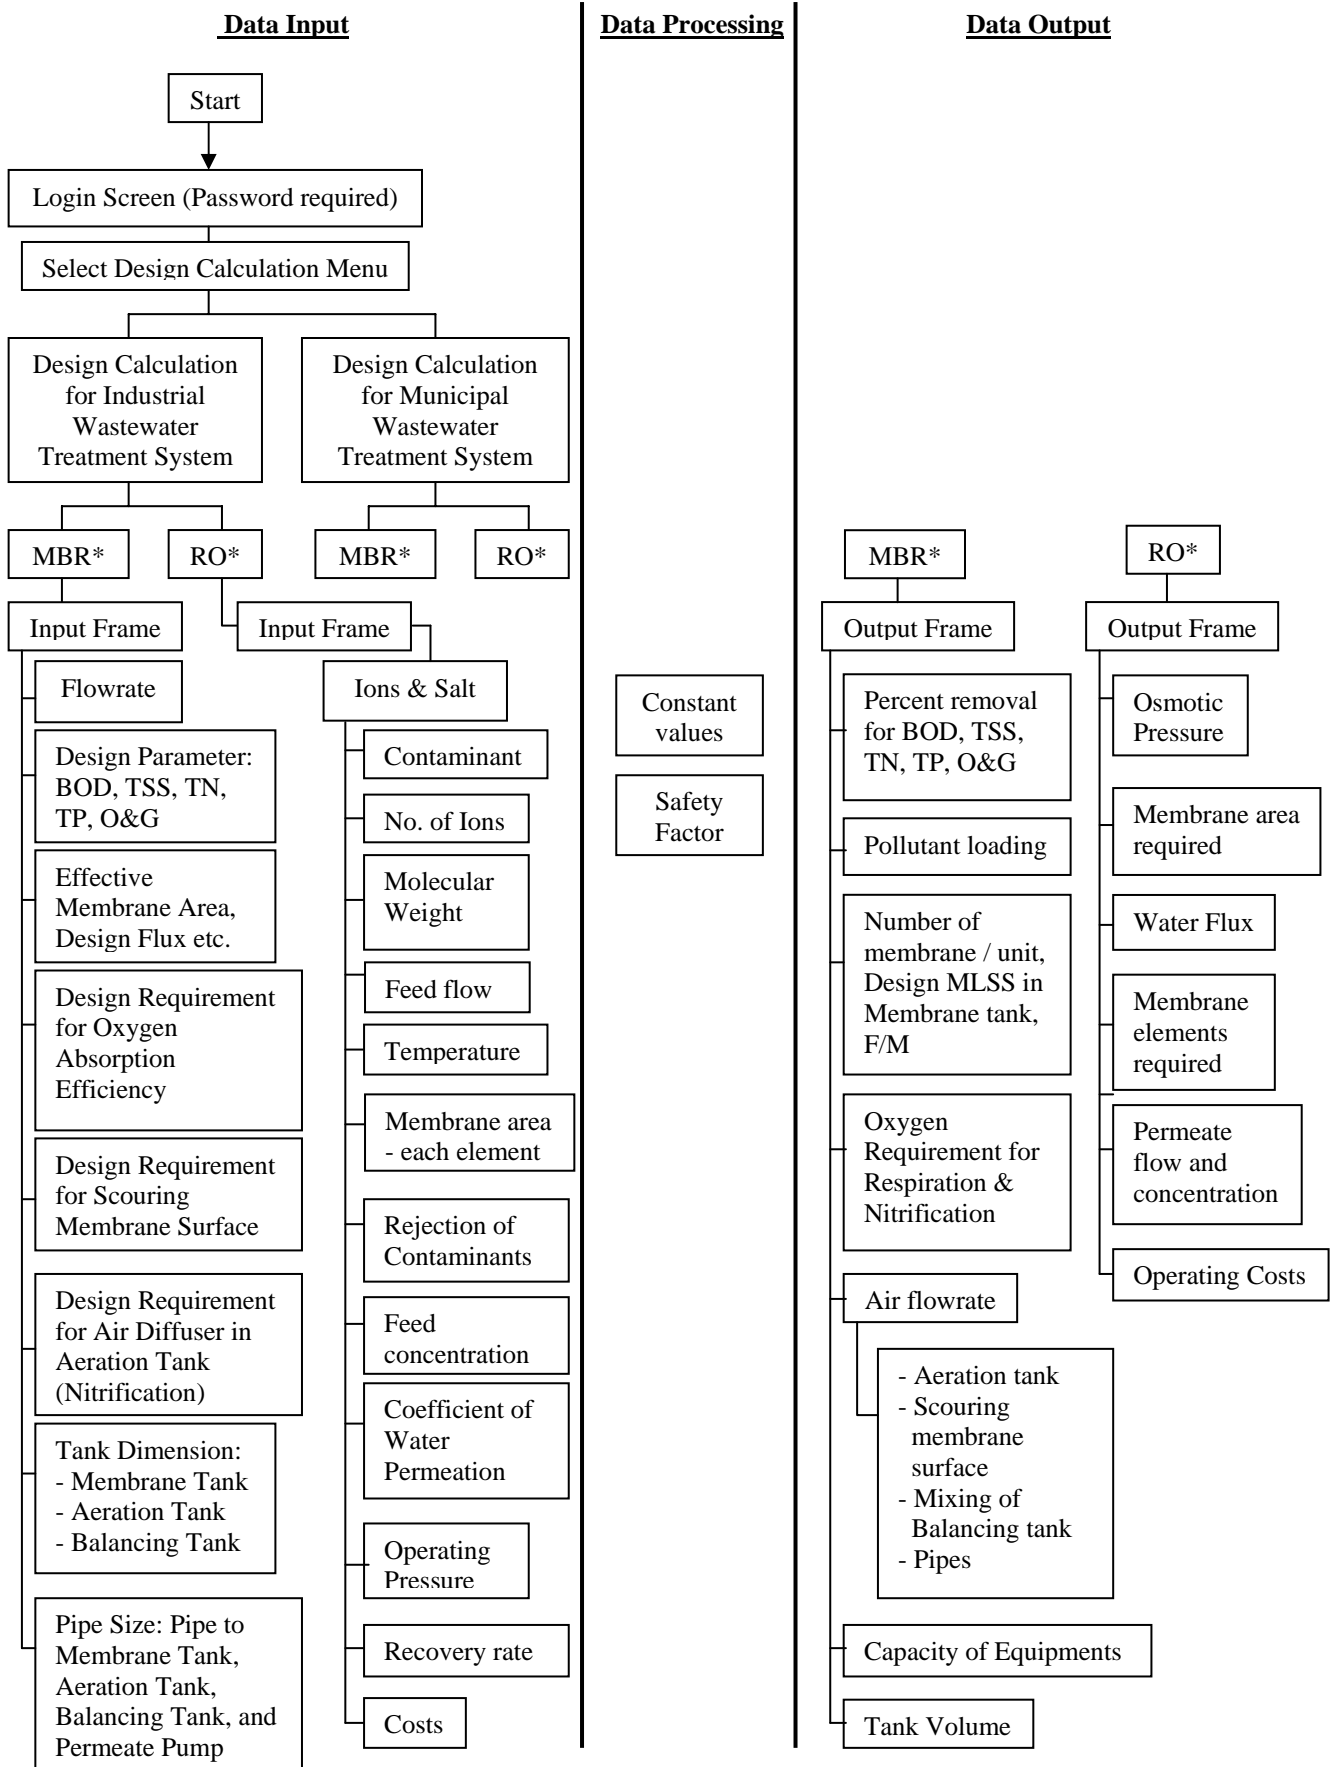 Data Input
Data Processing
Data Output
Start
Login Screen (Password required)
Select Design Calculation Menu
Design Calculation
for Industrial
Wastewater
Treatment System
Design Calculation
for Municipal
Wastewater
Treatment System
MBR*
RO*
MBR*
RO*
Input Frame
Input Frame
Flowrate
Design Parameter:
BOD, TSS, TN,
TP, O&G
Effective
Membrane Area,
Design Flux etc.
Design Requirement
for Oxygen
Absorption
Efficiency
Design Requirement
for Scouring
Membrane Surface
Design Requirement
for Air Diffuser in
Aeration Tank
(Nitrification)
Tank Dimension:
- Membrane Tank
- Aeration Tank
- Balancing Tank
Pipe Size: Pipe to
Membrane Tank,
Aeration Tank,
Balancing Tank, and
Permeate Pump
Ions & Salt
Contaminant
No. of Ions
Molecular
Weight
Feed flow
Temperature
Membrane area
- each element
Rejection of
Contaminants
Feed
concentration
Coefficient of
Water
Permeation
Operating
Pressure
Recovery rate
Costs
Constant
values
Safety
Factor
MBR*
Output Frame
Percent removal
for BOD, TSS,
TN, TP, O&G
Pollutant loading
Number of
membrane / unit,
Design MLSS in
Membrane tank,
F/M
Oxygen
Requirement for
Respiration &
Nitrification
Air flowrate
- Aeration tank
- Scouring
membrane
surface
- Mixing of
Balancing tank
- Pipes
Capacity of Equipments
Tank Volume
RO*
Output Frame
Osmotic
Pressure
Membrane area
required
Water Flux
Membrane
elements
required
Permeate
flow and
concentration
Operating Costs